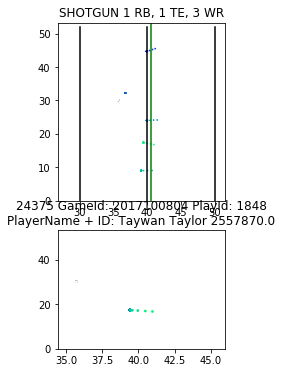 SHOTGUN 1 RB, 1 TE, 3 WR
50
40
30
20
10
0
30 35 40 45 50
24375 GameId: 2017100804 PlayId: 1848
PlayerName + ID: Taywan Taylor 2557870.0
40
20
0
35.0 37.5 40.0 42.5 45.0